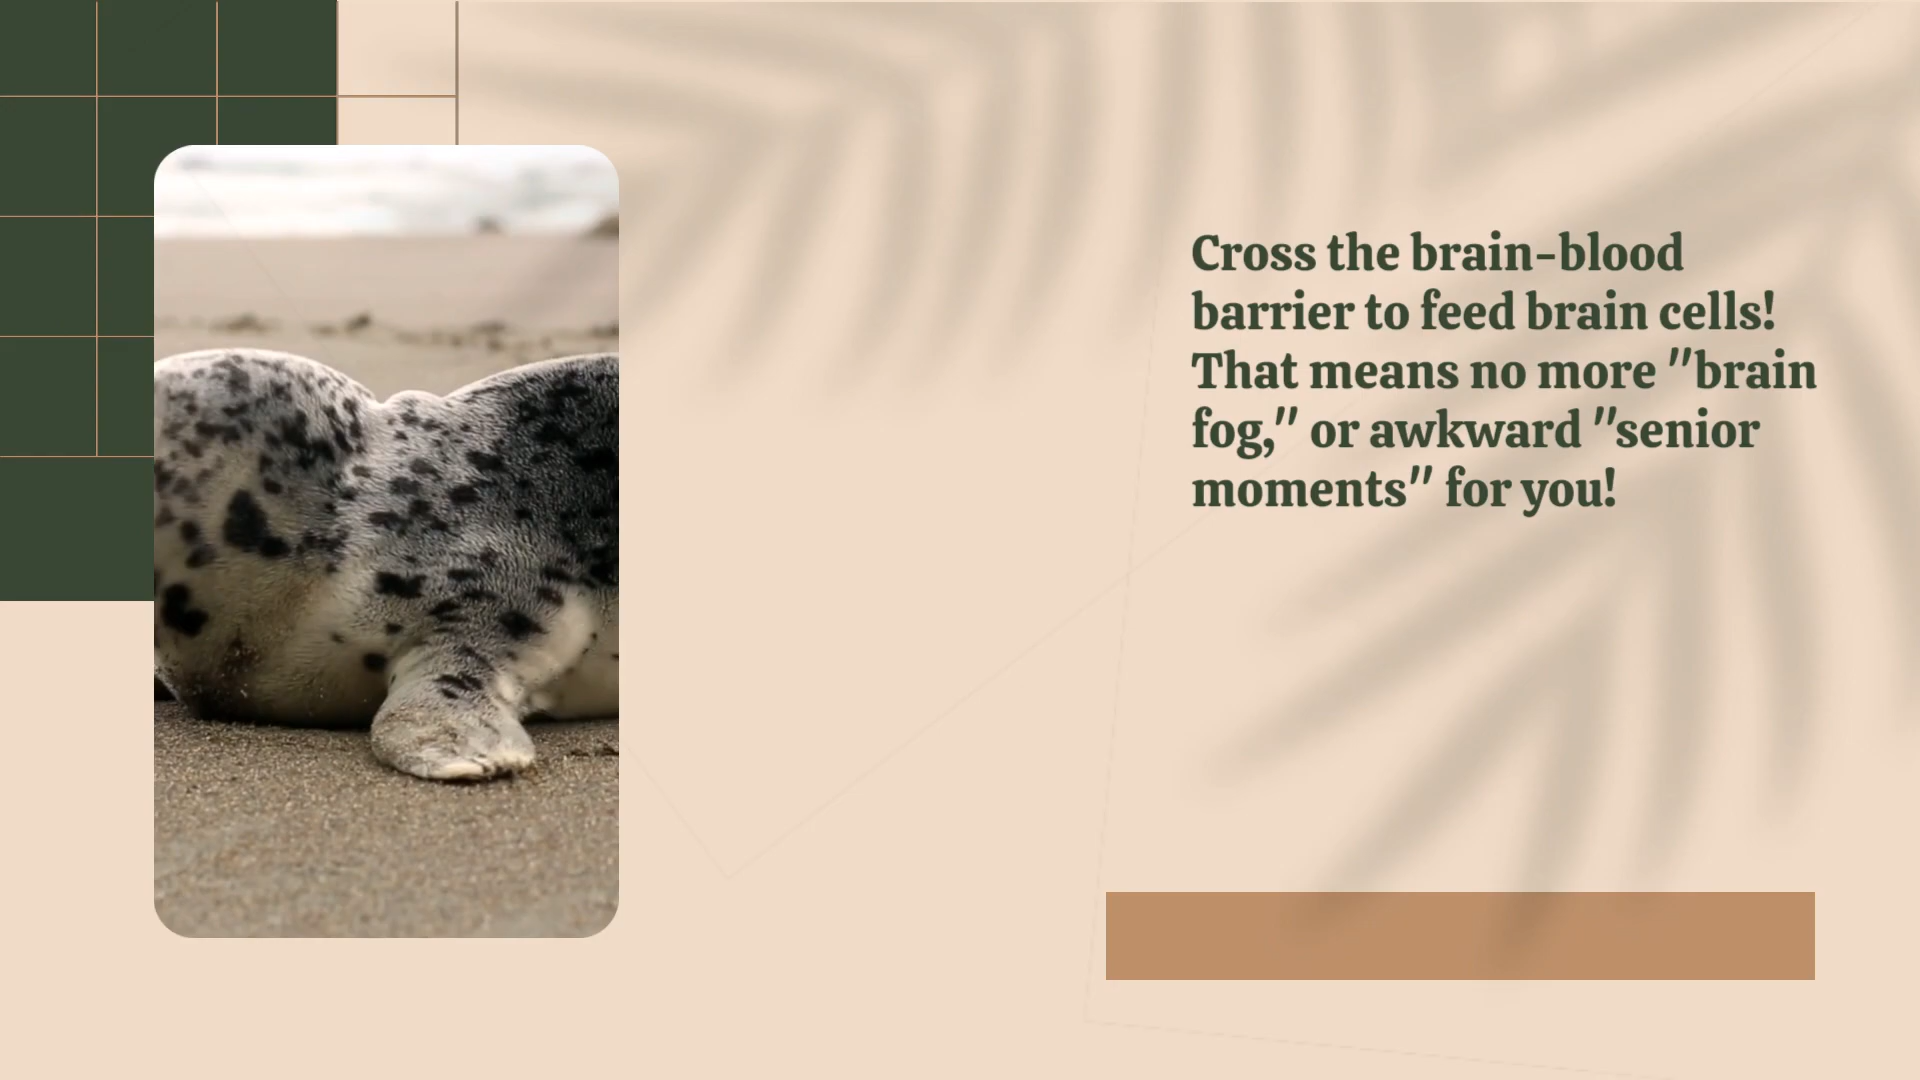 Cross the brain-blood
barrier to feed brain cells!
That means no more "brain
fog," or awkward "senior
moments" for you!